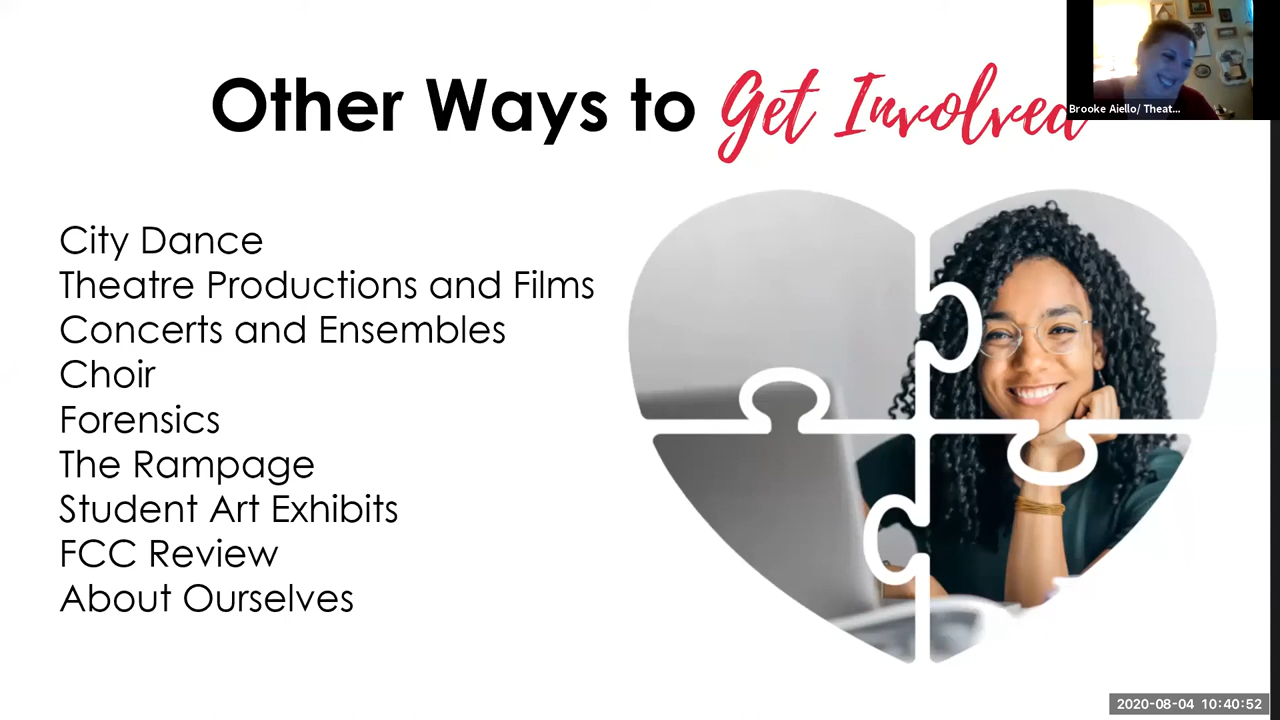 Other Ways to Get Involved
Brooke Aiello/ Theat...
City Dance
Theatre Productions and Films
Concerts and Ensembles
Choir
Forensics
The Rampage
Student Art Exhibits
FCC Review
About Ourselves
2020-08-04 10:40:52